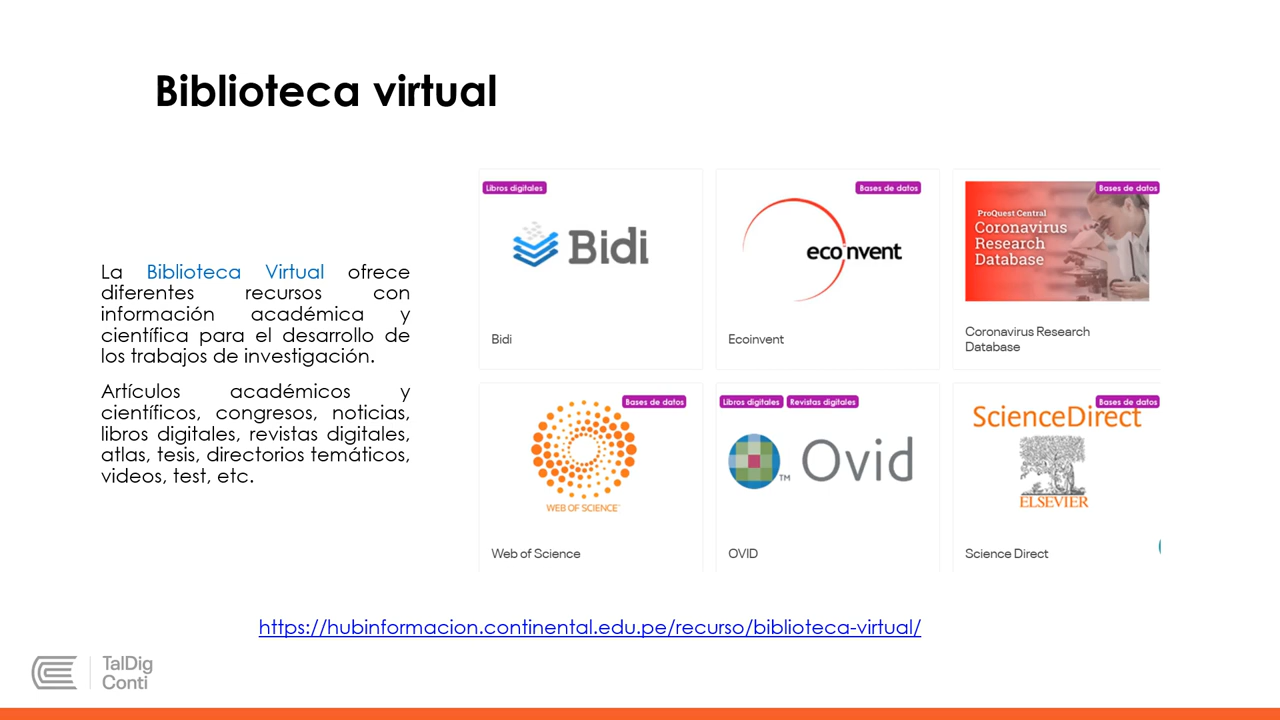 Biblioteca virtual
La Biblioteca Virtual ofrece
diferentes recursos con
información académica y
científica para el desarrollo de
los trabajos de investigación.
Artículos académicos y
científicos, congresos, noticias,
libros digitales, revistas digitales,
atlas, tesis, directorios temáticos,
videos, test, etc.
Libros digitales
Bidi
Bidi
Bases de datos
ecoinvent
Ecoinvent
Bases de datos
ProQuest Central
Coronavirus
Research
Database
Coronavirus Research
Database
Bases de datos
WEB OF SCIENCE™
Web of Science
Libros digitales Revistas digitales
Ovid
TM
OVID
Bases de datos
ScienceDirect
ELSEVIER
Science Direct
https://hubinformacion.continental.edu.pe/recurso/biblioteca-virtual/
TalDig
Conti